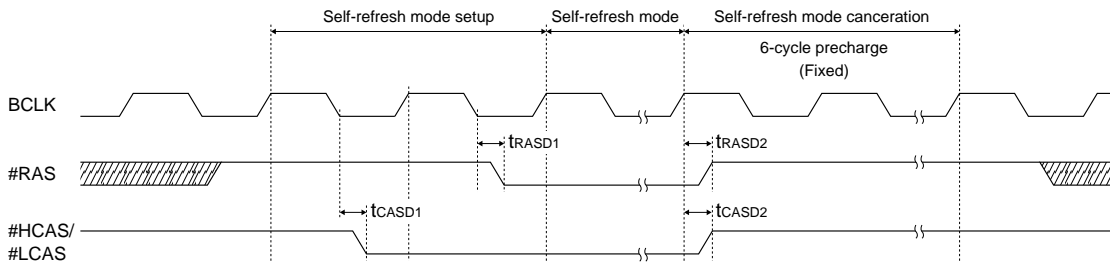 Self-refresh mode setup
Self-refresh mode
Self-refresh mode canceration
6-cycle precharge
(Fixed)
BCLK
tRASD1
tRASD2
#RAS
tCASD1
tCASD2
#HCAS/
#LCAS